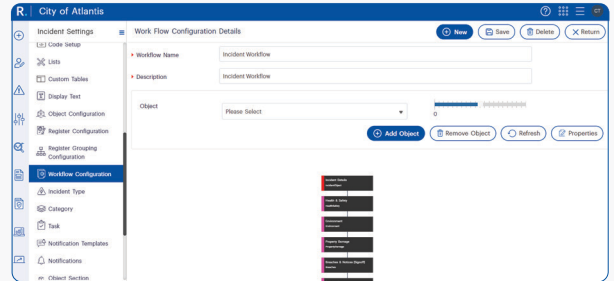 R. City of Atlantis
CT
Incident Settings
Code Setup
Lists
Custom Tables
Display Text
Object Configuration
Register Configuration
Register Grouping
Configuration
Workflow Configuration
Incident Type
Category
Task
Notification Templates
Notifications
Object Section
Work Flow Configuration Details
New
Save
Delete
Return
* Workflow Name
Incident Workflow
* Description
Incident Workflow
Object
Please Select
0
Add Object
Remove Object
Refresh
Properties
Incident Details
Health & Safety
Environment
Property Damage